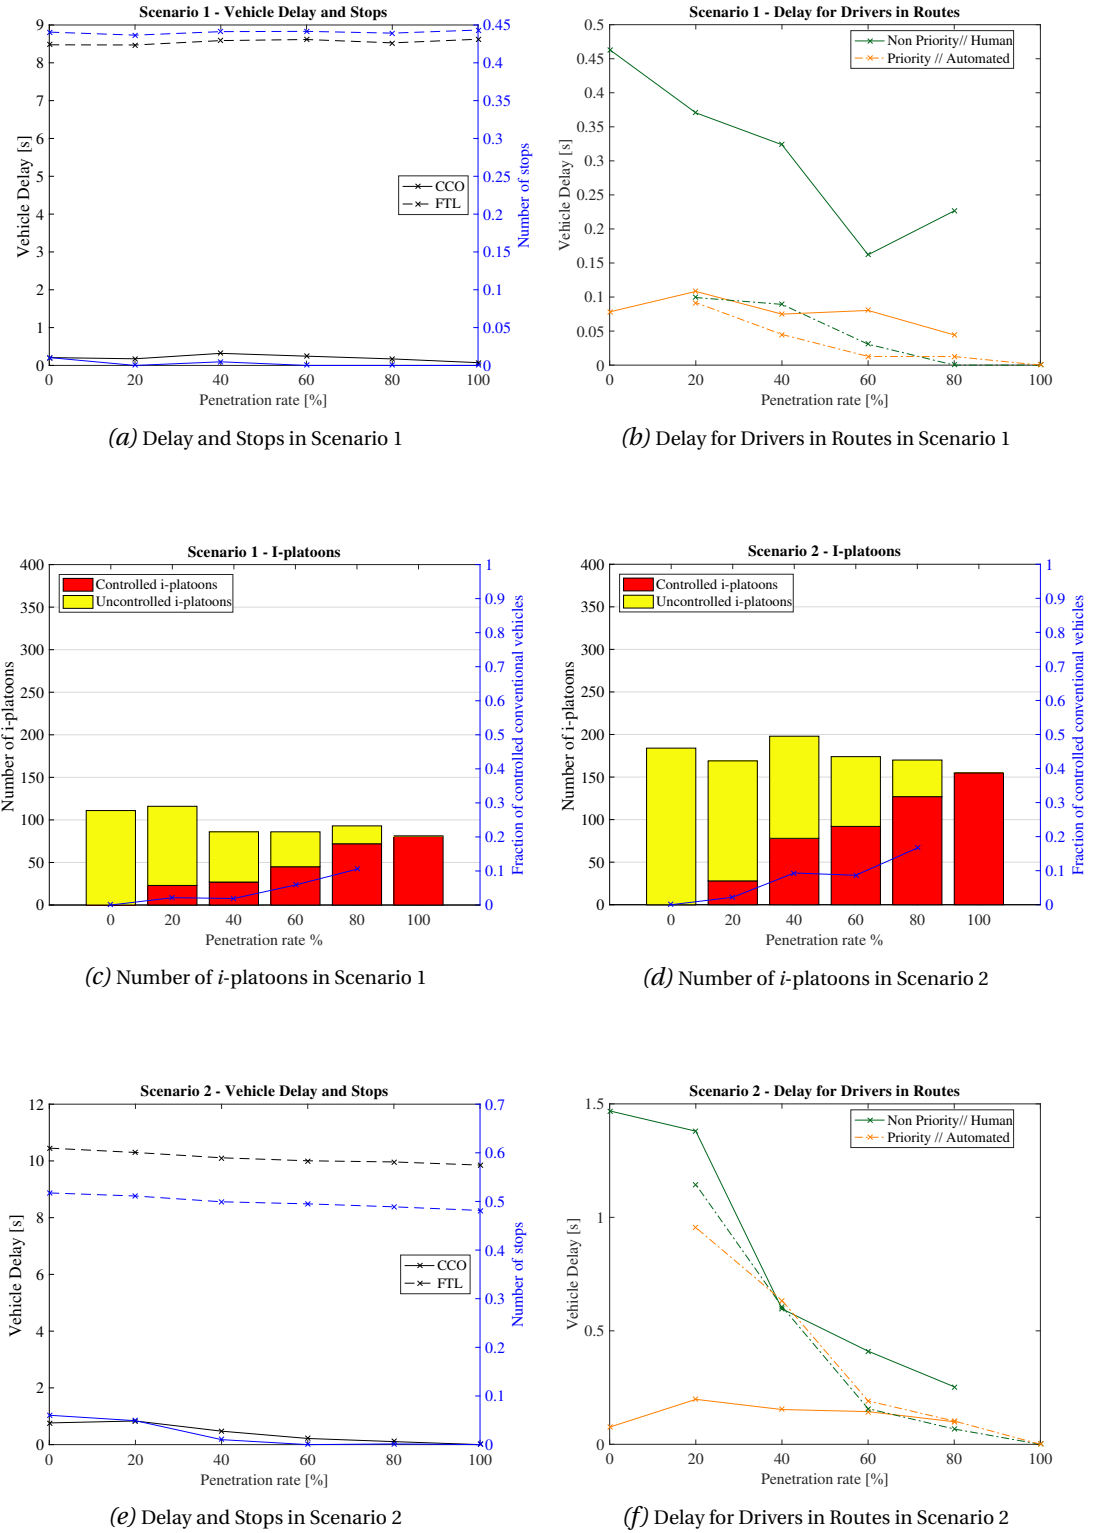 Scenario 1 - Vehicle Delay and Stops
9
8
7
6
5
4
3
2
1
0
Vehicle Delay [s]
0.45
0.4
0.35
0.3
0.25
0.2
0.15
0.1
0.05
0
Number of stops
CCO
FTL
0 20 40 60 80 100
Penetration rate [%]
(a) Delay and Stops in Scenario 1
Scenario 1 - Delay for Drivers in Routes
0.5
0.45
0.4
0.35
0.3
0.25
0.2
0.15
0.1
0.05
0
Vehicle Delay [s]
Non Priority// Human
Priority // Automated
0 20 40 60 80 100
Penetration rate [%]
(b) Delay for Drivers in Routes in Scenario 1
Scenario 1 - I-platoons
400
350
300
250
200
150
100
50
0
Number of i-platoons
Controlled i-platoons
Uncontrolled i-platoons
1
0.9
0.8
0.7
0.6
0.5
0.4
0.3
0.2
0.1
0
Fraction of controlled conventional vehicles
0 20 40 60 80 100
Penetration rate %
(c) Number of i-platoons in Scenario 1
Scenario 2 - I-platoons
400
350
300
250
200
150
100
50
0
Number of i-platoons
Controlled i-platoons
Uncontrolled i-platoons
1
0.9
0.8
0.7
0.6
0.5
0.4
0.3
0.2
0.1
0
Fraction of controlled conventional vehicles
0 20 40 60 80 100
Penetration rate %
(d) Number of i-platoons in Scenario 2
Scenario 2 - Vehicle Delay and Stops
12
10
8
6
4
2
0
Vehicle Delay [s]
0.7
0.6
0.5
0.4
0.3
0.2
0.1
0
Number of stops
CCO
FTL
0 20 40 60 80 100
Penetration rate [%]
(e) Delay and Stops in Scenario 2
Scenario 2 - Delay for Drivers in Routes
1.5
1
0.5
0
Vehicle Delay [s]
Non Priority// Human
Priority // Automated
0 20 40 60 80 100
Penetration rate [%]
(f) Delay for Drivers in Routes in Scenario 2